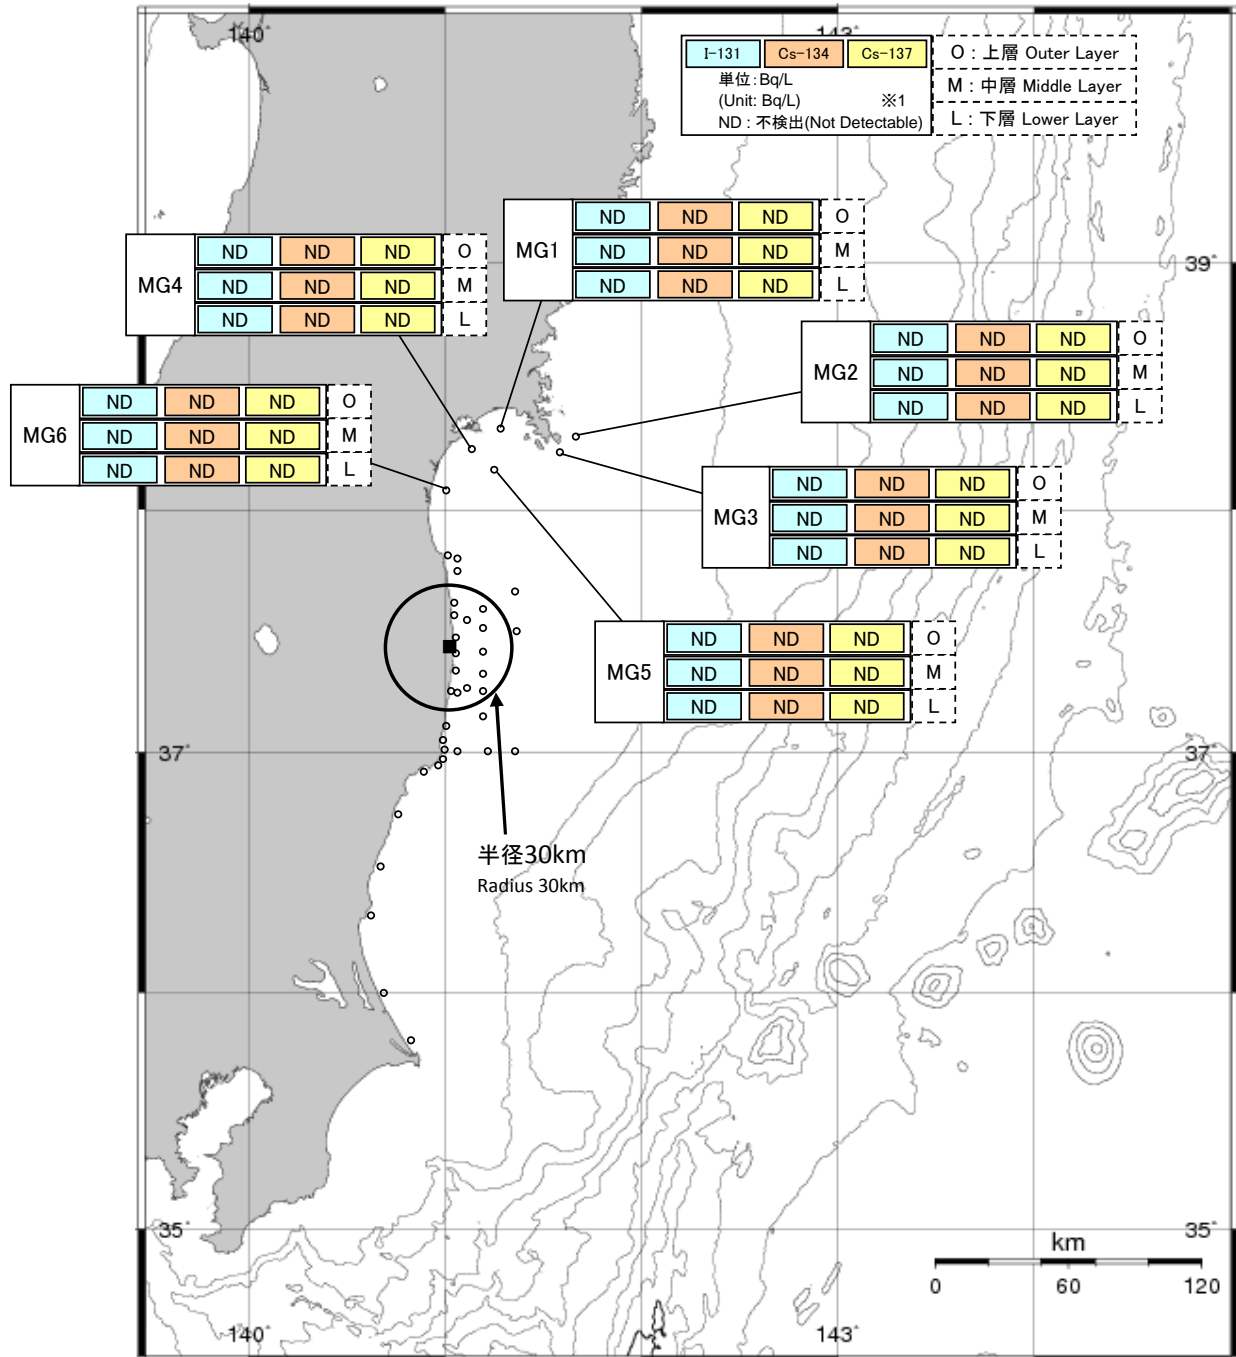 140°
143°
I-131 Cs-134 Cs-137
単位:Bq/L
(Unit: Bq/L) ※1
ND : 不検出(Not Detectable)
O : 上層 Outer Layer
M : 中層 Middle Layer
L : 下層 Lower Layer
MG1
ND ND ND O
ND ND ND M
ND ND ND L
MG4
ND ND ND O
ND ND ND M
ND ND ND L
39°
MG2
ND ND ND O
ND ND ND M
ND ND ND L
MG6
ND ND ND O
ND ND ND M
ND ND ND L
MG3
ND ND ND O
ND ND ND M
ND ND ND L
MG5
ND ND ND O
ND ND ND M
ND ND ND L
37°
37°
半径30km
Radius 30km
35°
35°
km
0 60 120
140°
143°